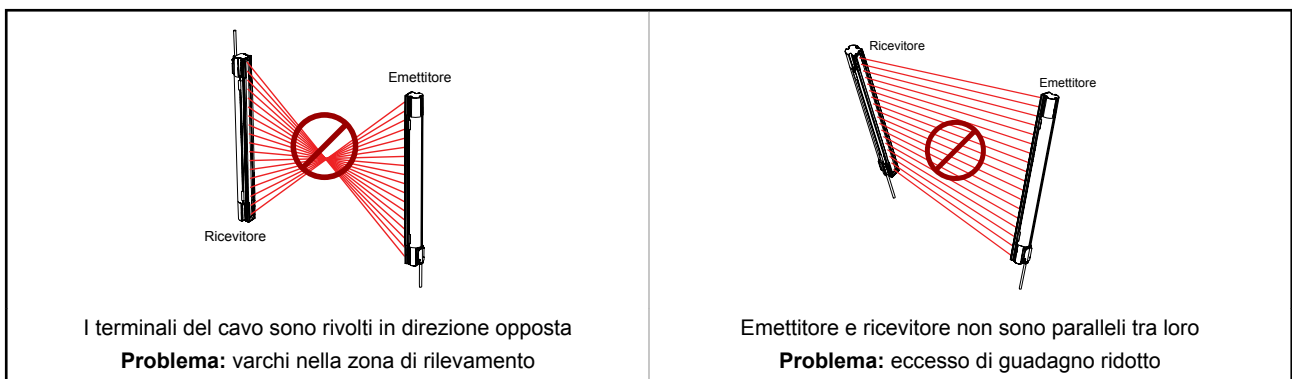 Emettitore
Ricevitore
I terminali del cavo sono rivolti in direzione opposta
Problema: varchi nella zona di rilevamento
Ricevitore
Emettitore
Emettitore e ricevitore non sono paralleli tra loro
Problema: eccesso di guadagno ridotto